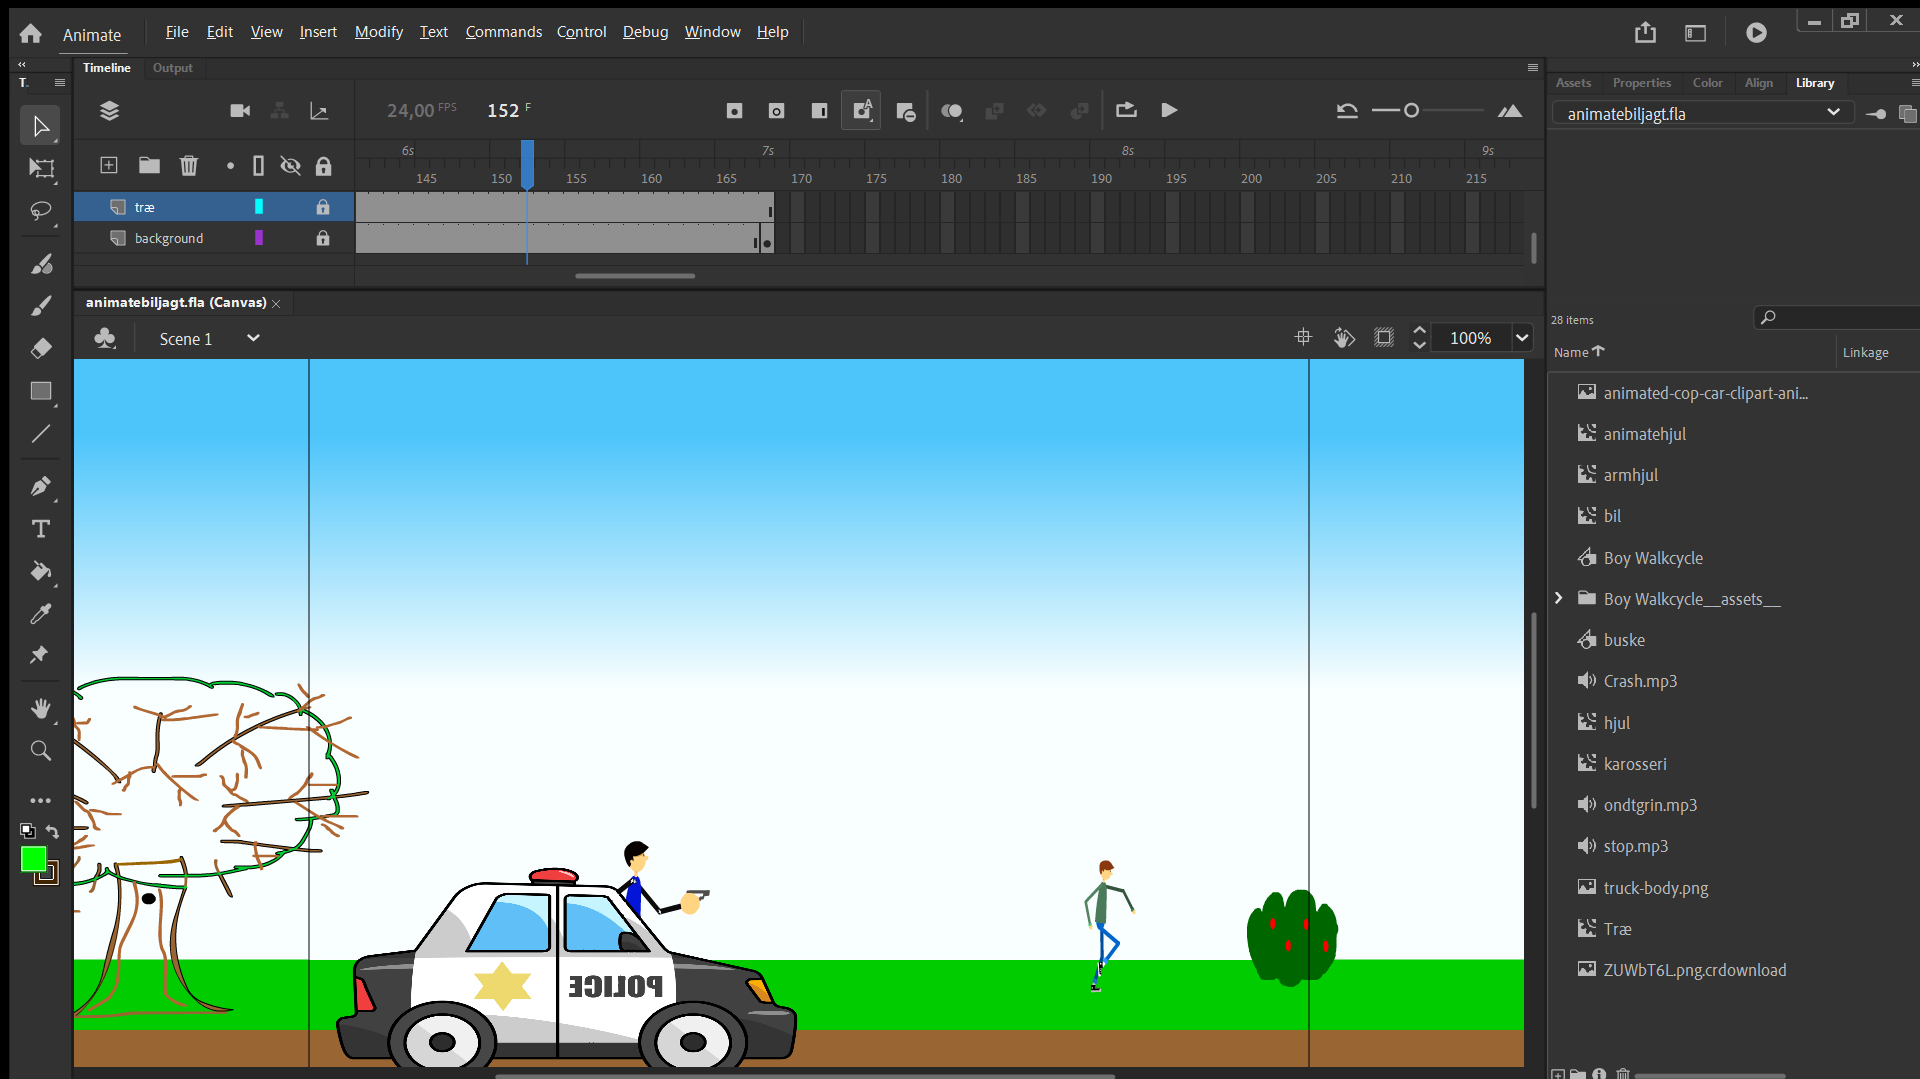 Animate
File Edit View Insert Modify Text Commands Control Debug Window Help
T.
Timeline Output
24,00 FPS 152 F
6s 7s 8s 9s
145 150 155 160 165 170 175 180 185 190 195 200 205 210 215
træ
background
animatebiljagt.fla (Canvas)
Scene 1
100%
POLICE
Assets Properties Color Align Library
animatebiljagt.fla
28 items
Name Linkage
animated-cop-car-clipart-ani...
animatehjul
armhjul
bil
Boy Walkcycle
Boy Walkcycle__assets__
buske
Crash.mp3
hjul
karosseri
ondtgrin.mp3
stop.mp3
truck-body.png
Træ
ZUWbT6L.png.crdownload